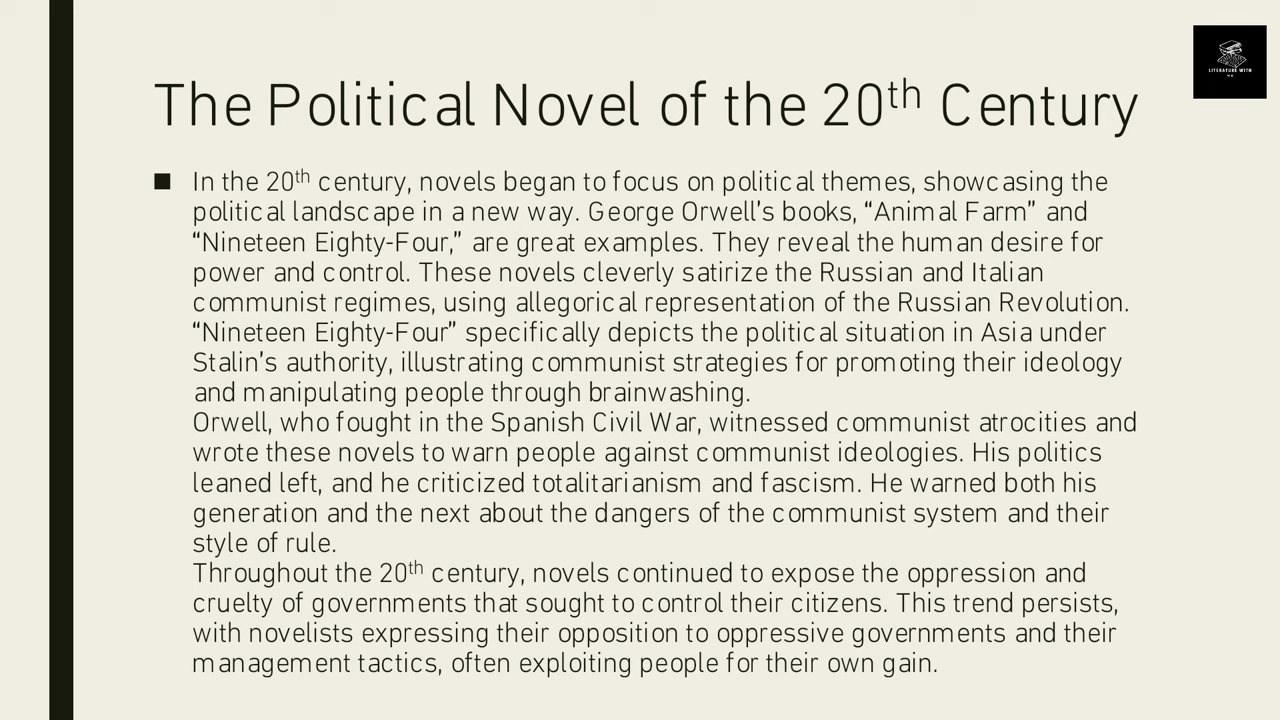 The Political Novel of the 20th Century
LITERATURE WITH
ME
In the 20th century, novels began to focus on political themes, showcasing the
political landscape in a new way. George Orwell’s books, “Animal Farm” and
“Nineteen Eighty-Four,” are great examples. They reveal the human desire for
power and control. These novels cleverly satirize the Russian and Italian
communist regimes, using allegorical representation of the Russian Revolution.
“Nineteen Eighty-Four” specifically depicts the political situation in Asia under
Stalin’s authority, illustrating communist strategies for promoting their ideology
and manipulating people through brainwashing.
Orwell, who fought in the Spanish Civil War, witnessed communist atrocities and
wrote these novels to warn people against communist ideologies. His politics
leaned left, and he criticized totalitarianism and fascism. He warned both his
generation and the next about the dangers of the communist system and their
style of rule.
Throughout the 20th century, novels continued to expose the oppression and
cruelty of governments that sought to control their citizens. This trend persists,
with novelists expressing their opposition to oppressive governments and their
management tactics, often exploiting people for their own gain.